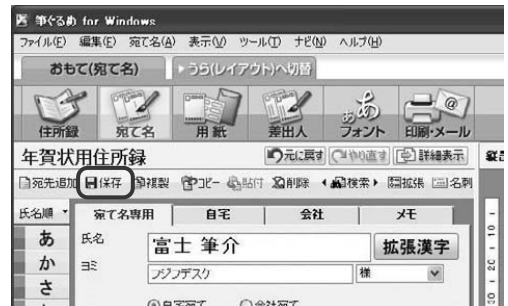 筆ぐるめ for Windows
ファイル(F) 編集(E) 宛て名(A) 表示(V) ツール(T) ナビ(N) ヘルプ(H)
おもて(宛て名) ▶うら(レイアウト)へ切替
住所録 宛て名 用紙 差出人 フォント 印刷・メール
年賀状用住所録 元に戻す やり直す 詳細表示
宛先追加 保存 複製 コピー 貼付 削除 検索 拡張 名刺
氏名順 宛て名専用 自宅 会社 メモ
あ 氏名 富士 筆介 拡張漢字
か ヨミ フジフデスケ 様
さ
自宅宛て 会社宛て
10
20